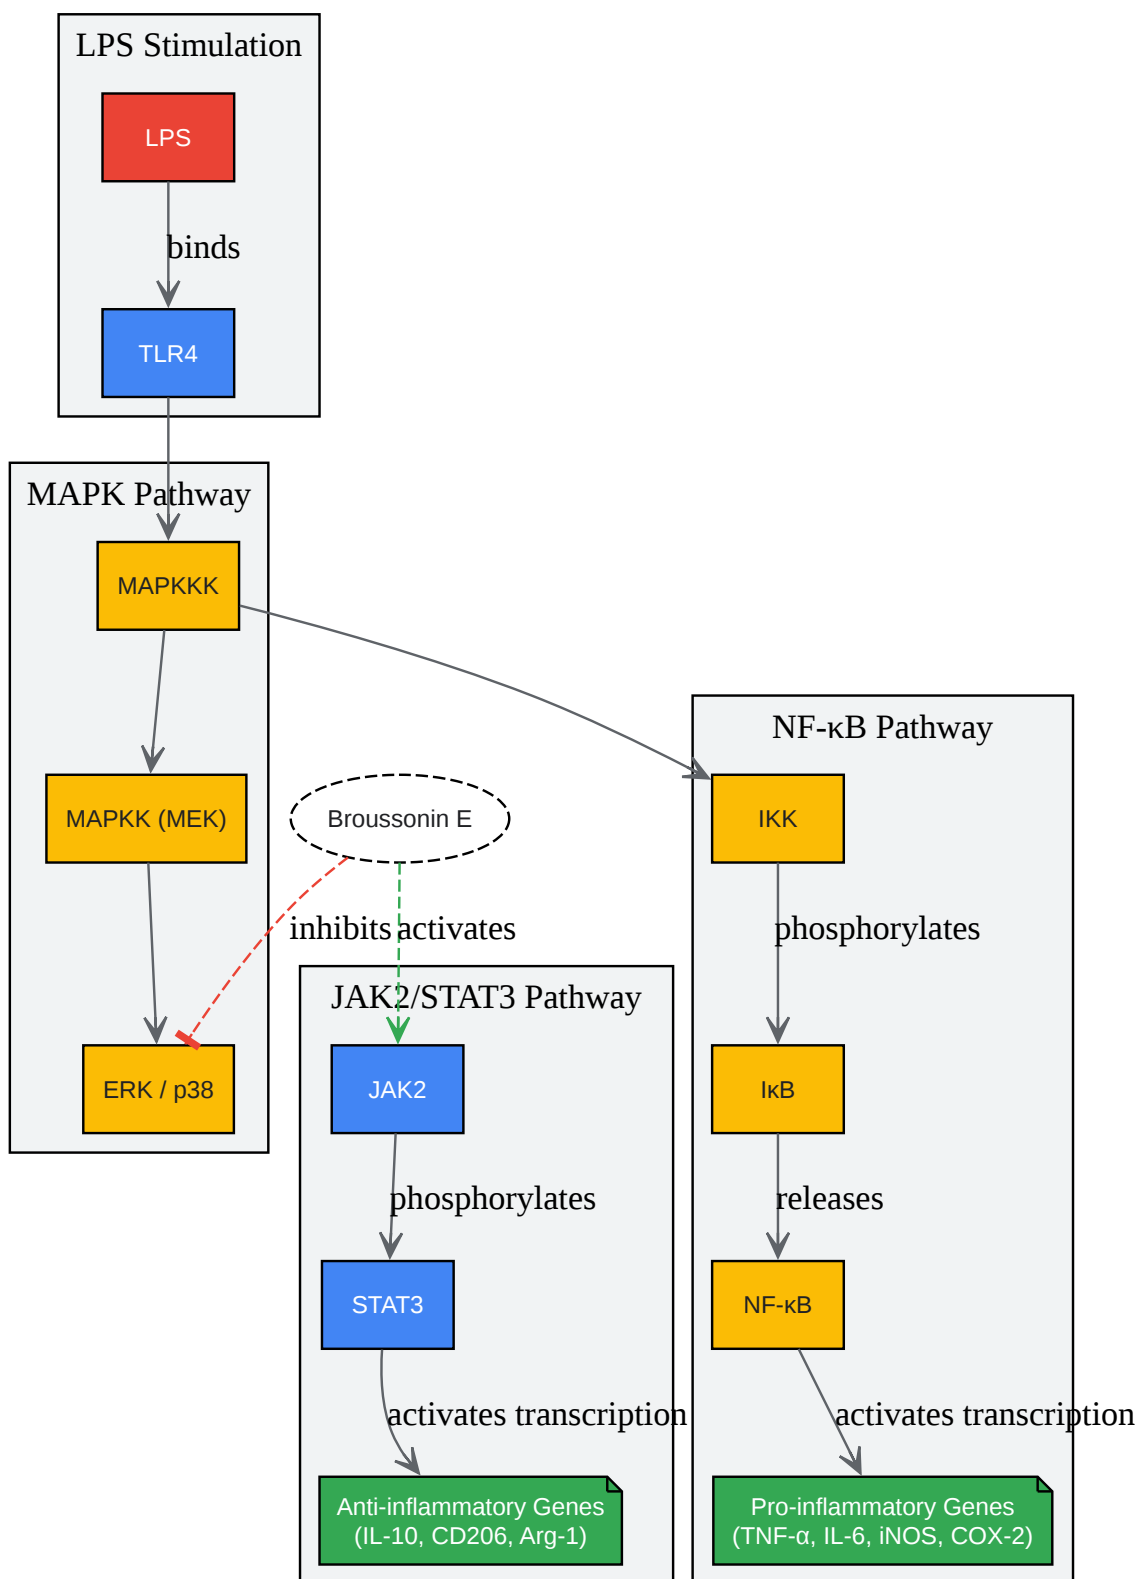 LPS Stimulation
LPS
binds
TLR4
MAPK Pathway
MAPKKK
MAPKK (MEK)
ERK / p38
Broussonin E
inhibits
activates
JAK2/STAT3 Pathway
JAK2
phosphorylates
STAT3
activates transcription
Anti-inflammatory Genes
(IL-10, CD206, Arg-1)
NF-κB Pathway
IKK
phosphorylates
IκB
releases
NF-κB
activates transcription
Pro-inflammatory Genes
(TNF-α, IL-6, iNOS, COX-2)